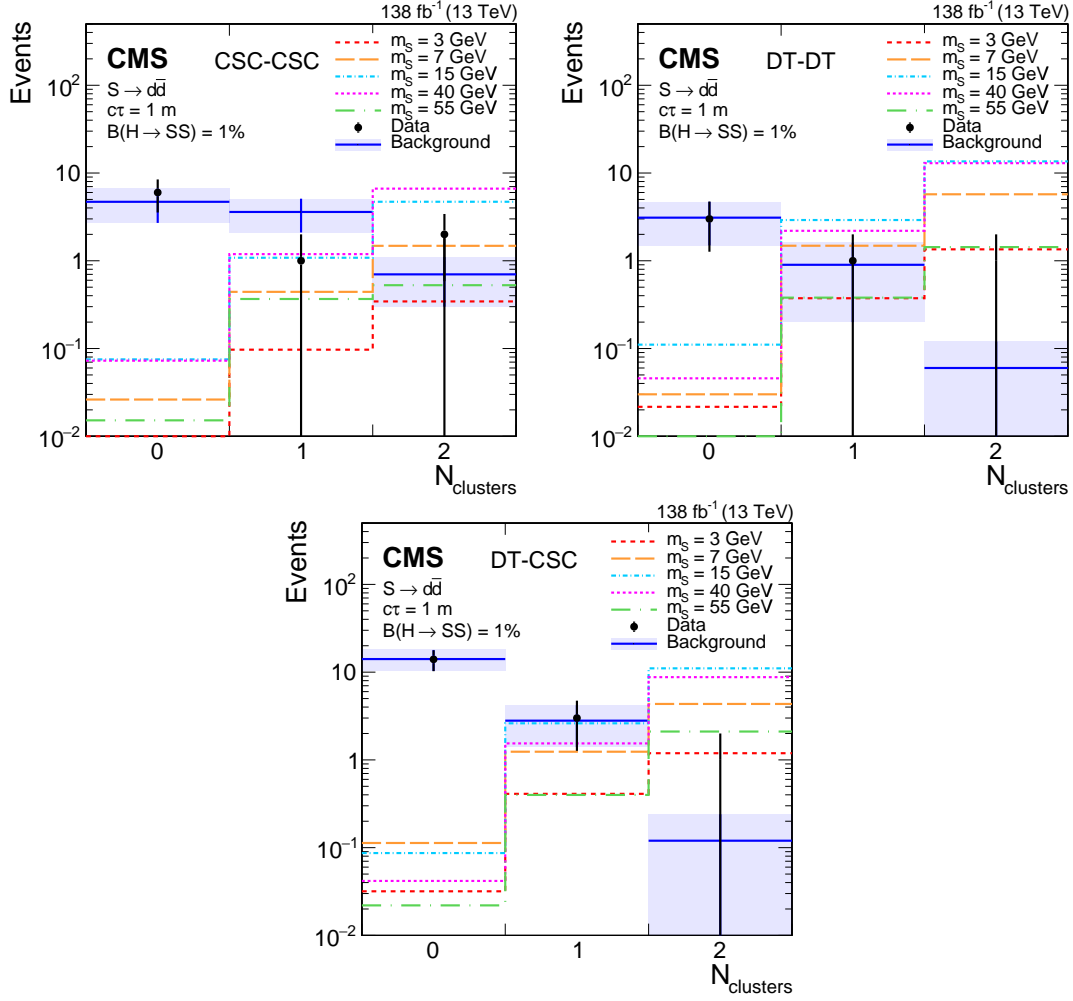 138 fb⁻¹ (13 TeV)
Events
CMS CSC-CSC
S → dd̅
cτ = 1 m
B(H → SS) = 1%
m_S = 3 GeV
m_S = 7 GeV
m_S = 15 GeV
m_S = 40 GeV
m_S = 55 GeV
Data
Background
10²
10
1
10⁻¹
10⁻²
0 1 2
N_clusters
138 fb⁻¹ (13 TeV)
Events
CMS DT-DT
S → dd̅
cτ = 1 m
B(H → SS) = 1%
m_S = 3 GeV
m_S = 7 GeV
m_S = 15 GeV
m_S = 40 GeV
m_S = 55 GeV
Data
Background
10²
10
1
10⁻¹
10⁻²
0 1 2
N_clusters
138 fb⁻¹ (13 TeV)
Events
CMS DT-CSC
S → dd̅
cτ = 1 m
B(H → SS) = 1%
m_S = 3 GeV
m_S = 7 GeV
m_S = 15 GeV
m_S = 40 GeV
m_S = 55 GeV
Data
Background
10²
10
1
10⁻¹
10⁻²
0 1 2
N_clusters